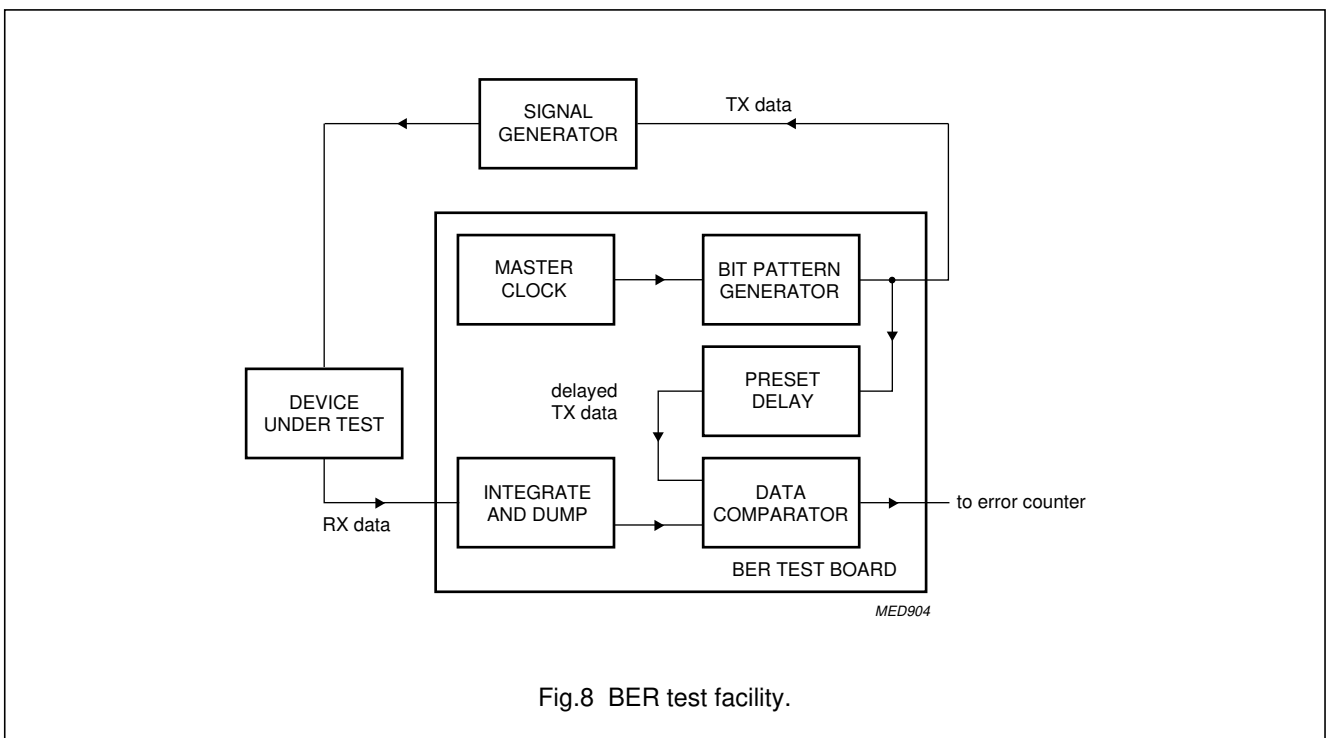 SIGNAL
GENERATOR
TX data
MASTER
CLOCK
BIT PATTERN
GENERATOR
PRESET
DELAY
delayed
TX data
DEVICE
UNDER TEST
INTEGRATE
AND DUMP
DATA
COMPARATOR
to error counter
RX data
BER TEST BOARD
MED904
Fig.8 BER test facility.